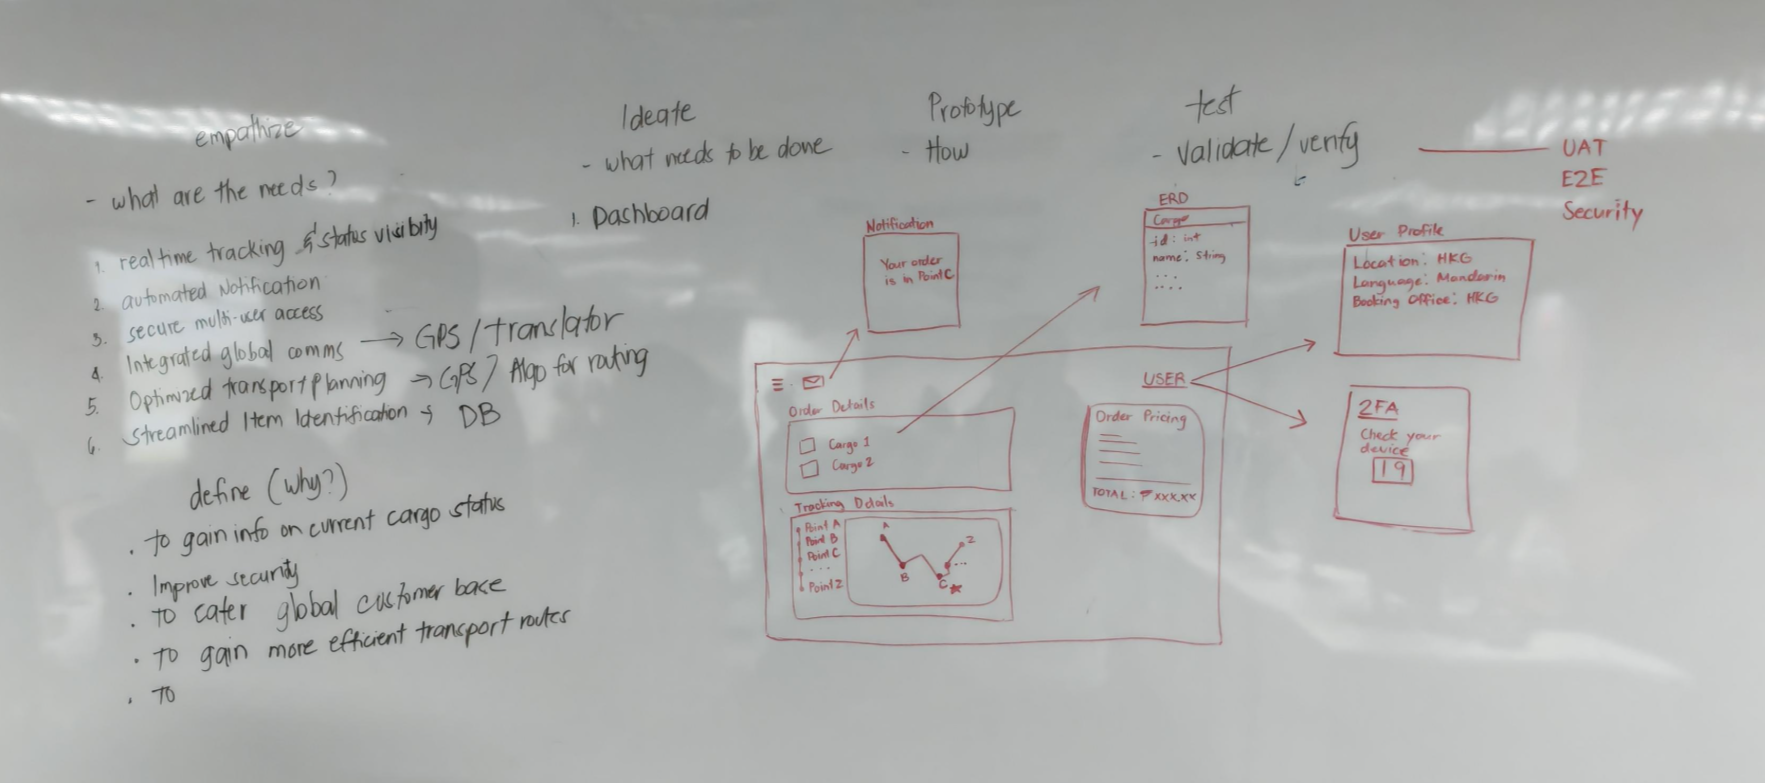 empathize
- what are the needs?
1. real time tracking & status visibility
2. automated Notification
3. secure multi-user access
4. Integrated global comms → GPS / translator
5. Optimized transport planning → GPS / Algo for routing
6. Streamlined Item Identification → DB
define (why?)
. To gain info on current cargo status
. Improve security
. To cater global customer base
. To gain more efficient transport routes
. To
Ideate
- what needs to be done
1. Dashboard
Prototype
- How
test
- validate / verify
UAT
E2E
Security
Notification
Your order
is in Point C
ERD
Cargo
id: int
name: String
. . . .
. . . .
User Profile
Location: HKG
Language: Mandarin
Booking Office: HKG
USER
2FA
Check your
device
19
Order Details
Cargo 1
Cargo 2
Order Pricing
TOTAL: ₱ XXX.XX
Tracking Details
Point A
Point B
Point C
. . .
Point Z
A
B
C
...
Z